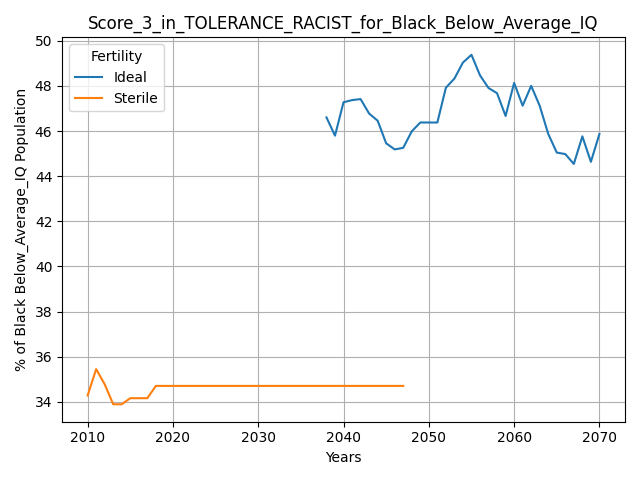 Score_3_in_TOLERANCE_RACIST_for_Black_Below_Average_IQ
50
48
46
44
42
40
38
36
34
% of Black Below_Average_IQ Population
Fertility
Ideal
Sterile
2010 2020 2030 2040 2050 2060 2070
Years